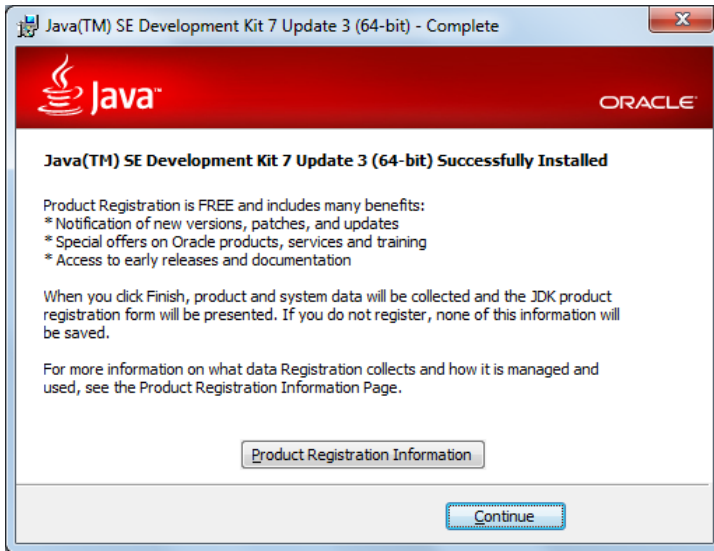 Java(TM) SE Development Kit 7 Update 3 (64-bit) - Complete
Java™
ORACLE
Java(TM) SE Development Kit 7 Update 3 (64-bit) Successfully Installed
Product Registration is FREE and includes many benefits:
* Notification of new versions, patches, and updates
* Special offers on Oracle products, services and training
* Access to early releases and documentation
When you click Finish, product and system data will be collected and the JDK product
registration form will be presented. If you do not register, none of this information will
be saved.
For more information on what data Registration collects and how it is managed and
used, see the Product Registration Information Page.
Product Registration Information
Continue